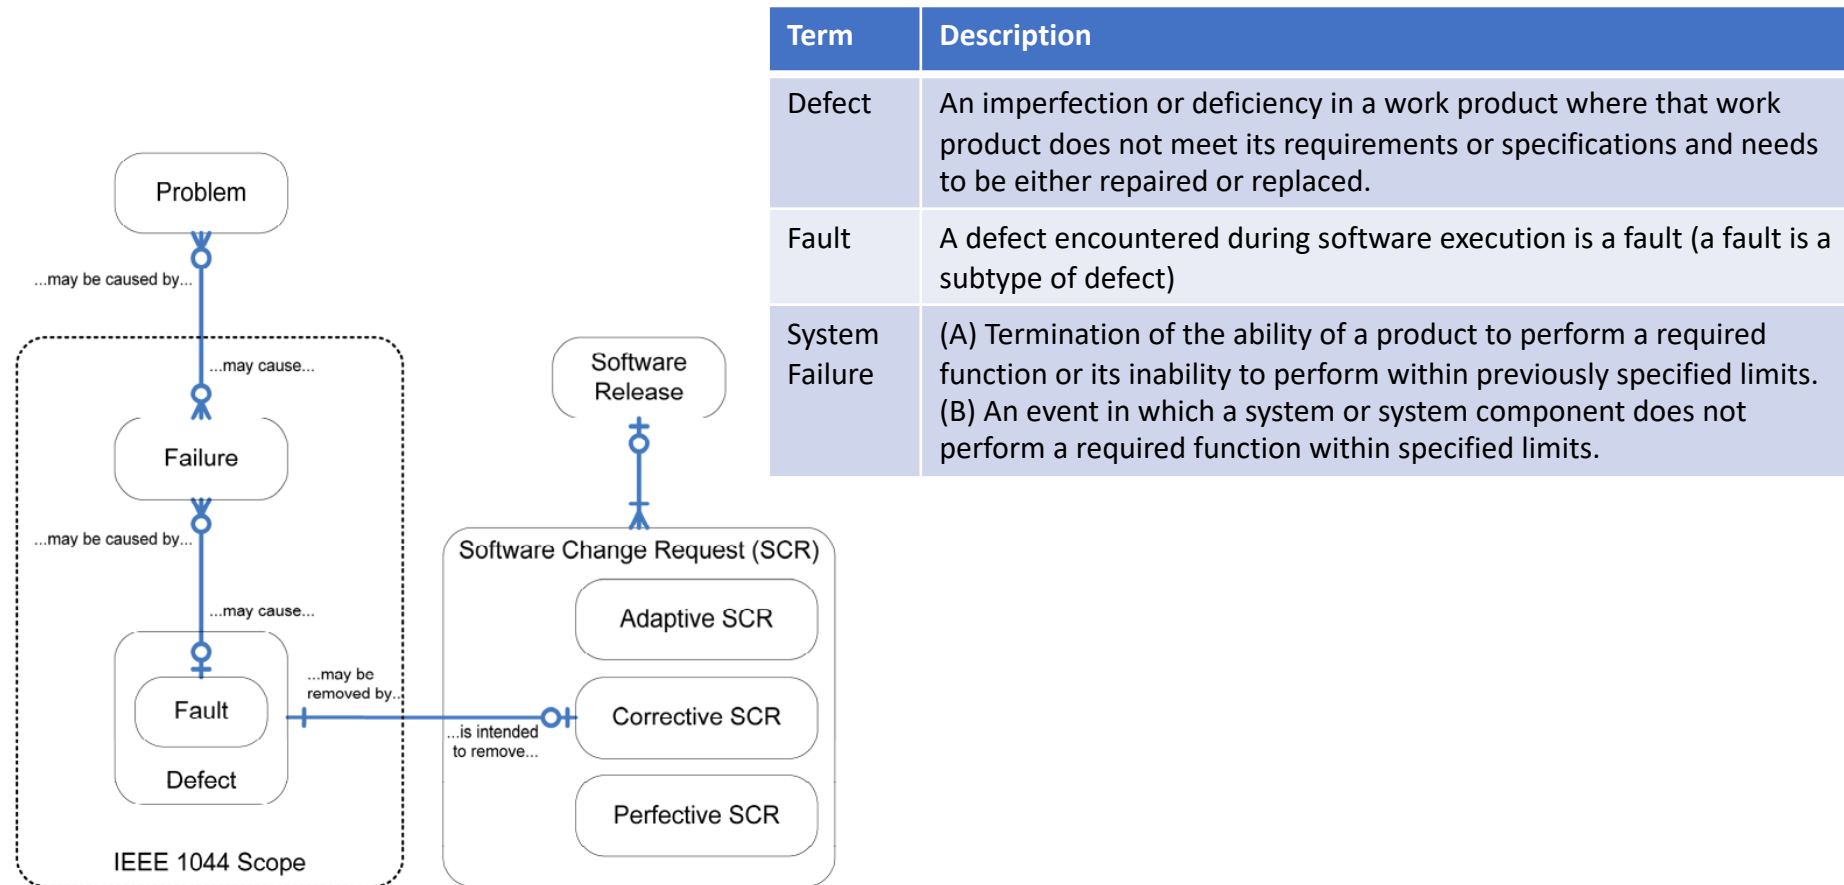 Problem
...may be caused by...
...may cause...
Failure
...may be caused by...
...may cause...
Fault
Defect
IEEE 1044 Scope
...may be
removed by...
...is intended
to remove...
Software
Release
Software Change Request (SCR)
Adaptive SCR
Corrective SCR
Perfective SCR
Term Description
Defect An imperfection or deficiency in a work product where that work
product does not meet its requirements or specifications and needs
to be either repaired or replaced.
Fault A defect encountered during software execution is a fault (a fault is a
subtype of defect)
System (A) Termination of the ability of a product to perform a required
Failure function or its inability to perform within previously specified limits.
(B) An event in which a system or system component does not
perform a required function within specified limits.